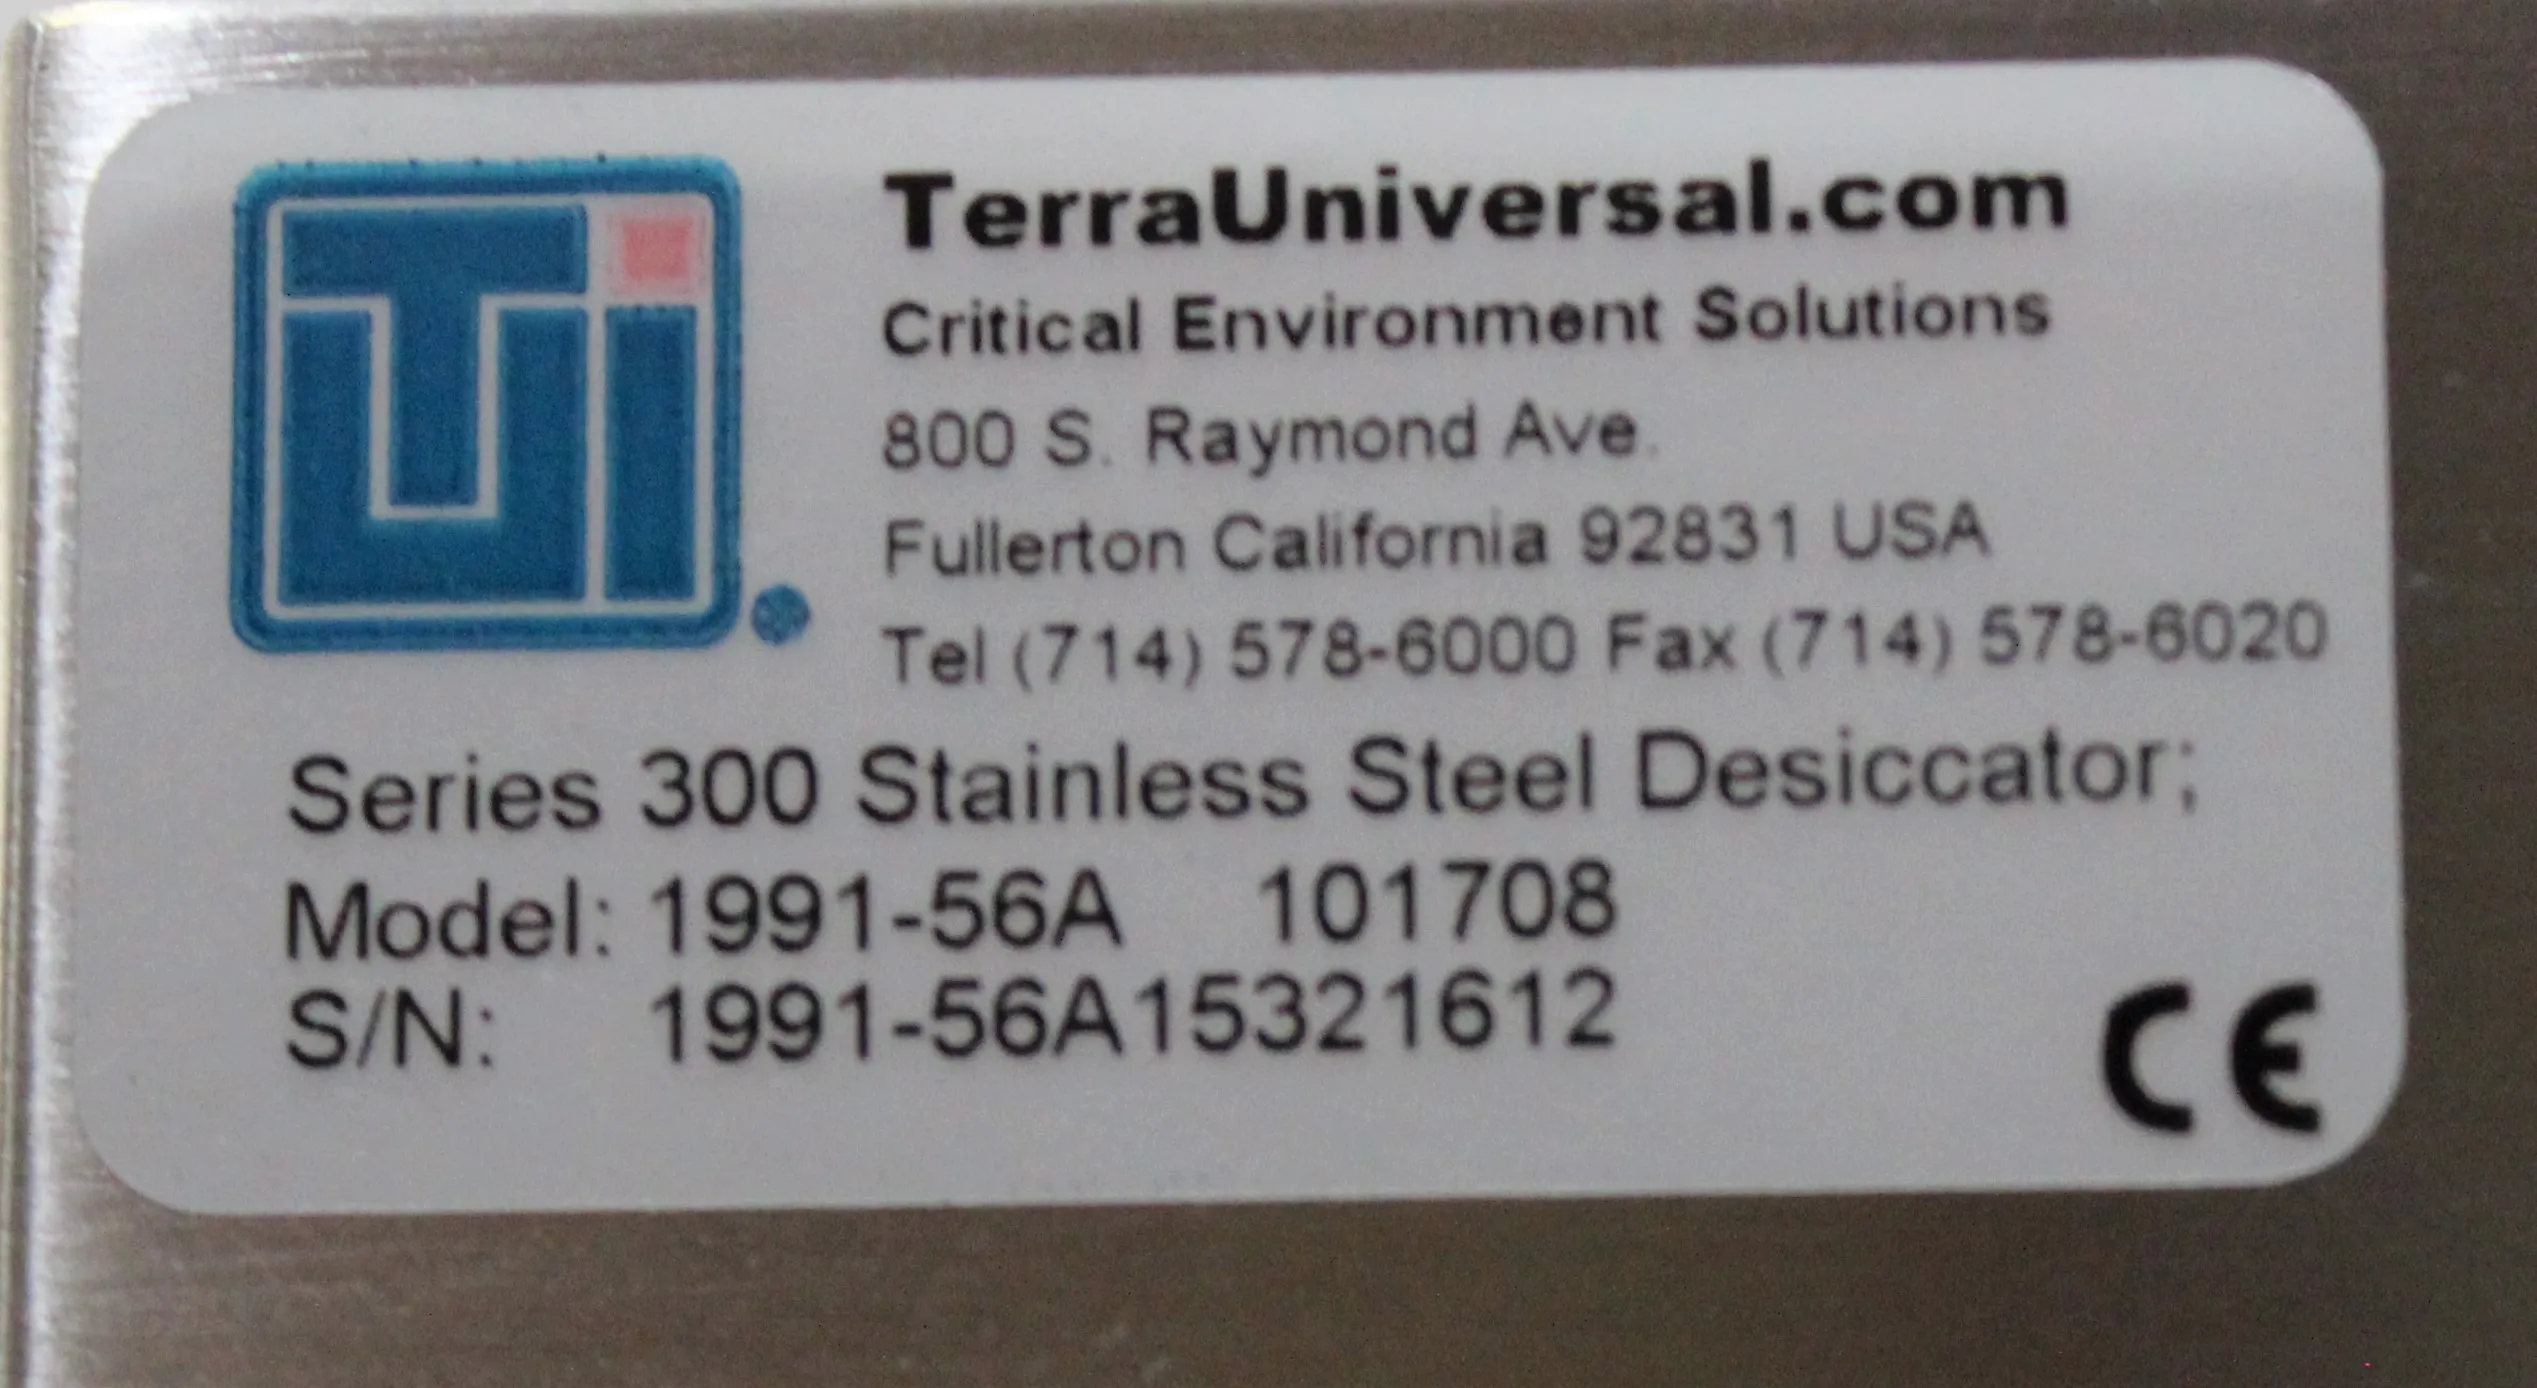 TUi
TerraUniversal.com
Critical Environment Solutions
800 S. Raymond Ave.
Fullerton California 92831 USA
Tel (714) 578-6000 Fax (714) 578-6020
Series 300 Stainless Steel Desiccator;
Model: 1991-56A 101708
S/N: 1991-56A15321612
CE